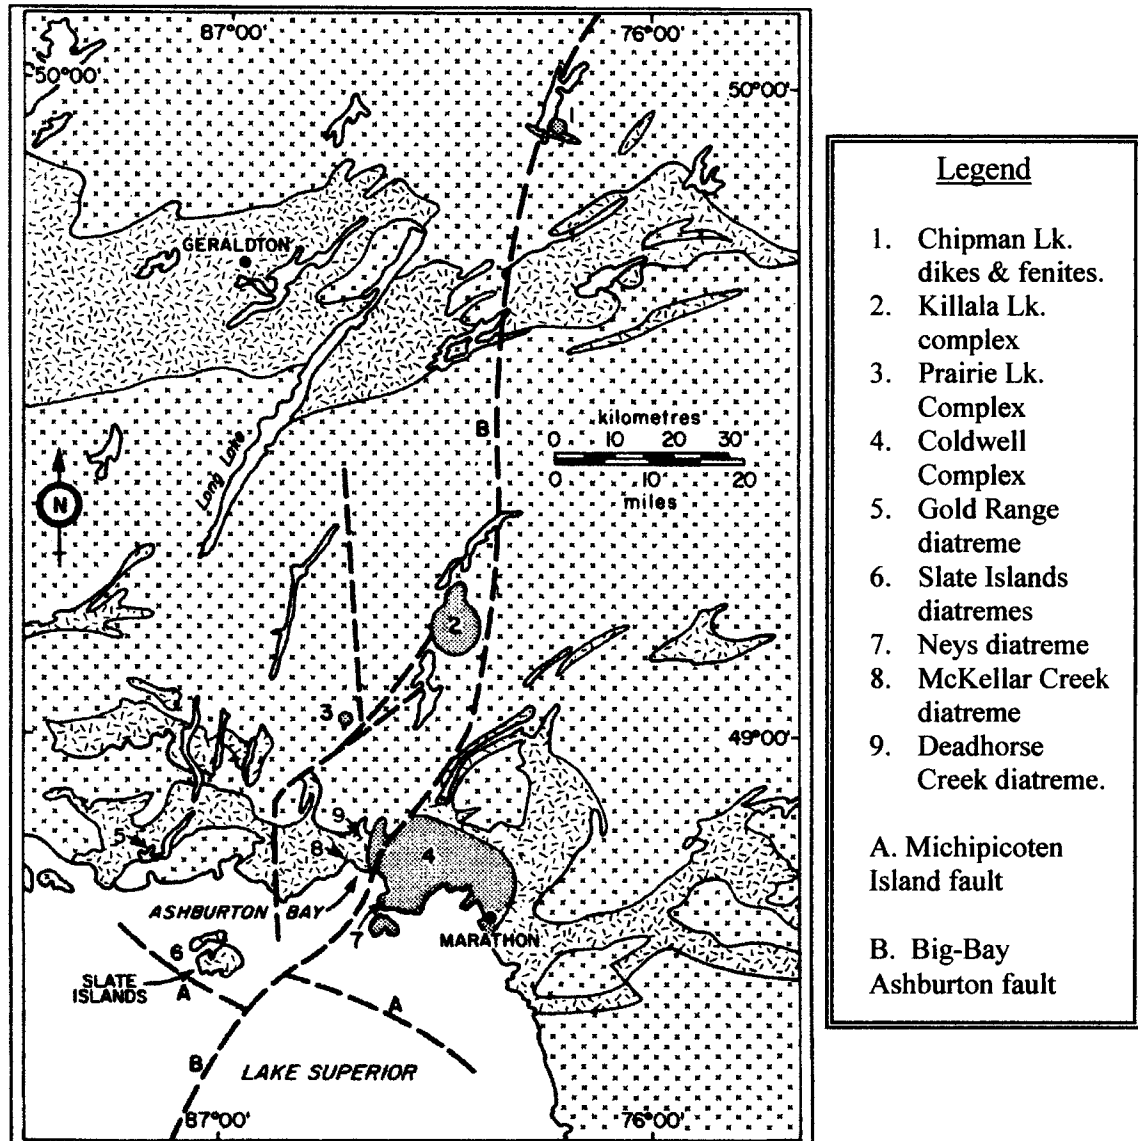 87°00'
76°00'
50°00'
50°00'
1
GERALDTON
Long Lake
B
kilometres
0 10 20 30
0 10 20
miles
N
2
3
49°00'
9
5
8
4
ASHBURTON BAY
7
MARATHON
6
SLATE
ISLANDS
A
A
B
LAKE SUPERIOR
87°00'
76°00'
Legend
1. Chipman Lk.
dikes & fenites.
2. Killala Lk.
complex
3. Prairie Lk.
Complex
4. Coldwell
Complex
5. Gold Range
diatreme
6. Slate Islands
diatremes
7. Neys diatreme
8. McKellar Creek
diatreme
9. Deadhorse
Creek diatreme.
A. Michipicoten
Island fault
B. Big-Bay
Ashburton fault